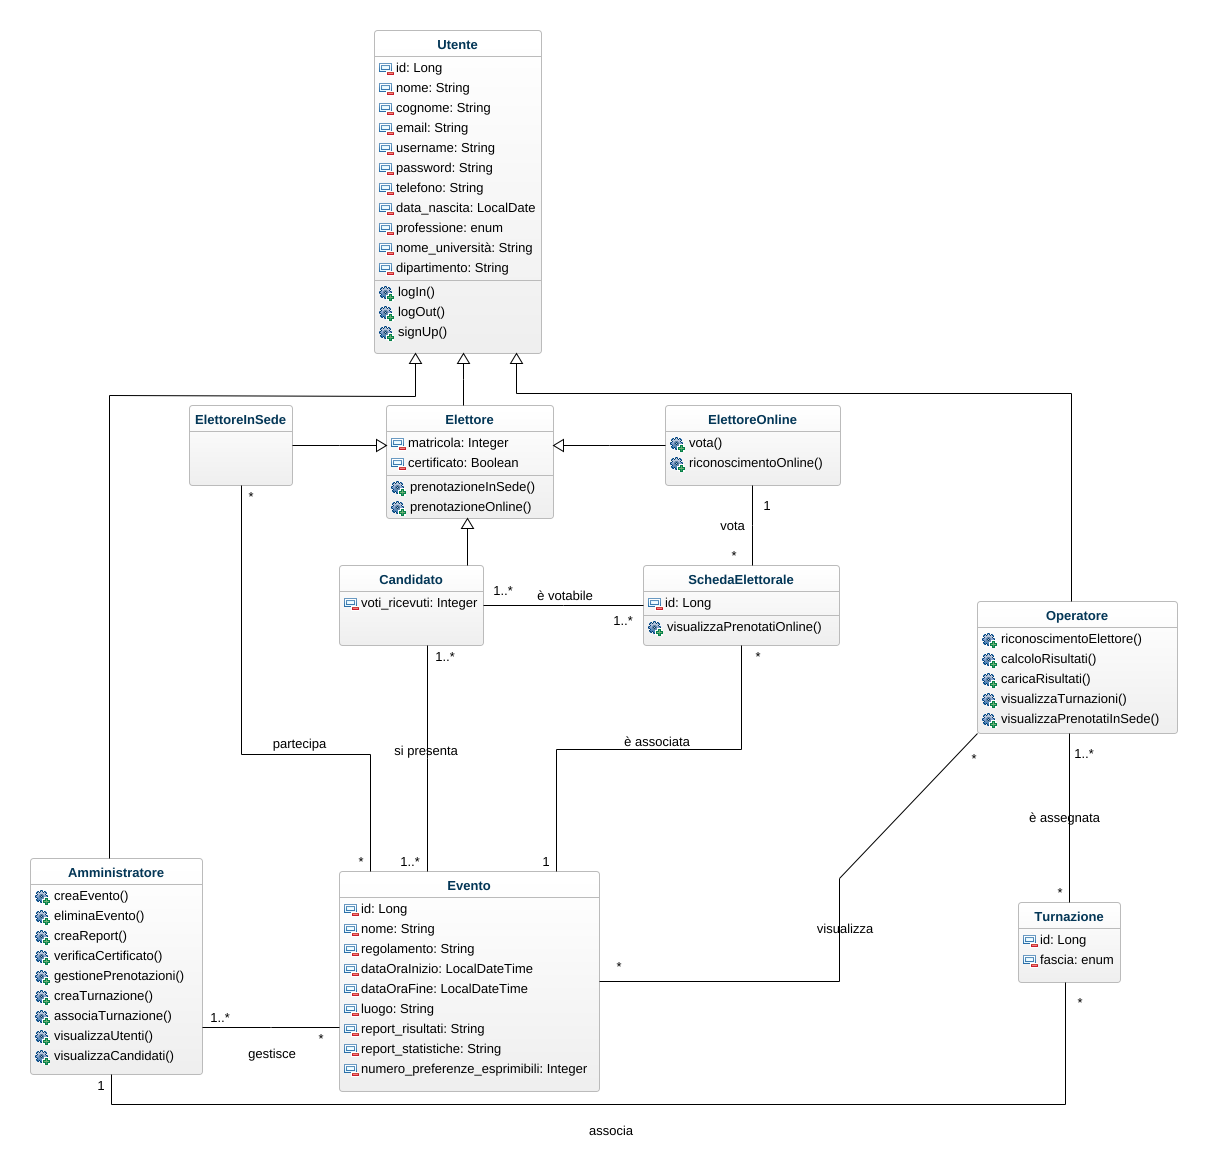 Utente
id: Long
nome: String
cognome: String
email: String
username: String
password: String
telefono: String
data_nascita: LocalDate
professione: enum
nome_università: String
dipartimento: String
logIn()
logOut()
signUp()
ElettoreInSede
*
Elettore
matricola: Integer
certificato: Boolean
prenotazioneInSede()
prenotazioneOnline()
ElettoreOnline
vota()
riconoscimentoOnline()
1
vota
*
Candidato
voti_ricevuti: Integer
1..*
è votabile
1..*
SchedaElettorale
id: Long
visualizzaPrenotatiOnline()
Operatore
riconoscimentoElettore()
calcoloRisultati()
caricaRisultati()
visualizzaTurnazioni()
visualizzaPrenotatiInSede()
1..*
*
partecipa
si presenta
è associata
*
1..*
è assegnata
*
1..*
1
*
Amministratore
creaEvento()
eliminaEvento()
creaReport()
verificaCertificato()
gestionePrenotazioni()
creaTurnazione()
associaTurnazione()
visualizzaUtenti()
visualizzaCandidati()
Evento
id: Long
nome: String
regolamento: String
dataOraInizio: LocalDateTime
dataOraFine: LocalDateTime
luogo: String
report_risultati: String
report_statistiche: String
numero_preferenze_esprimibili: Integer
visualizza
*
Turnazione
id: Long
fascia: enum
*
1..*
*
gestisce
1
associa